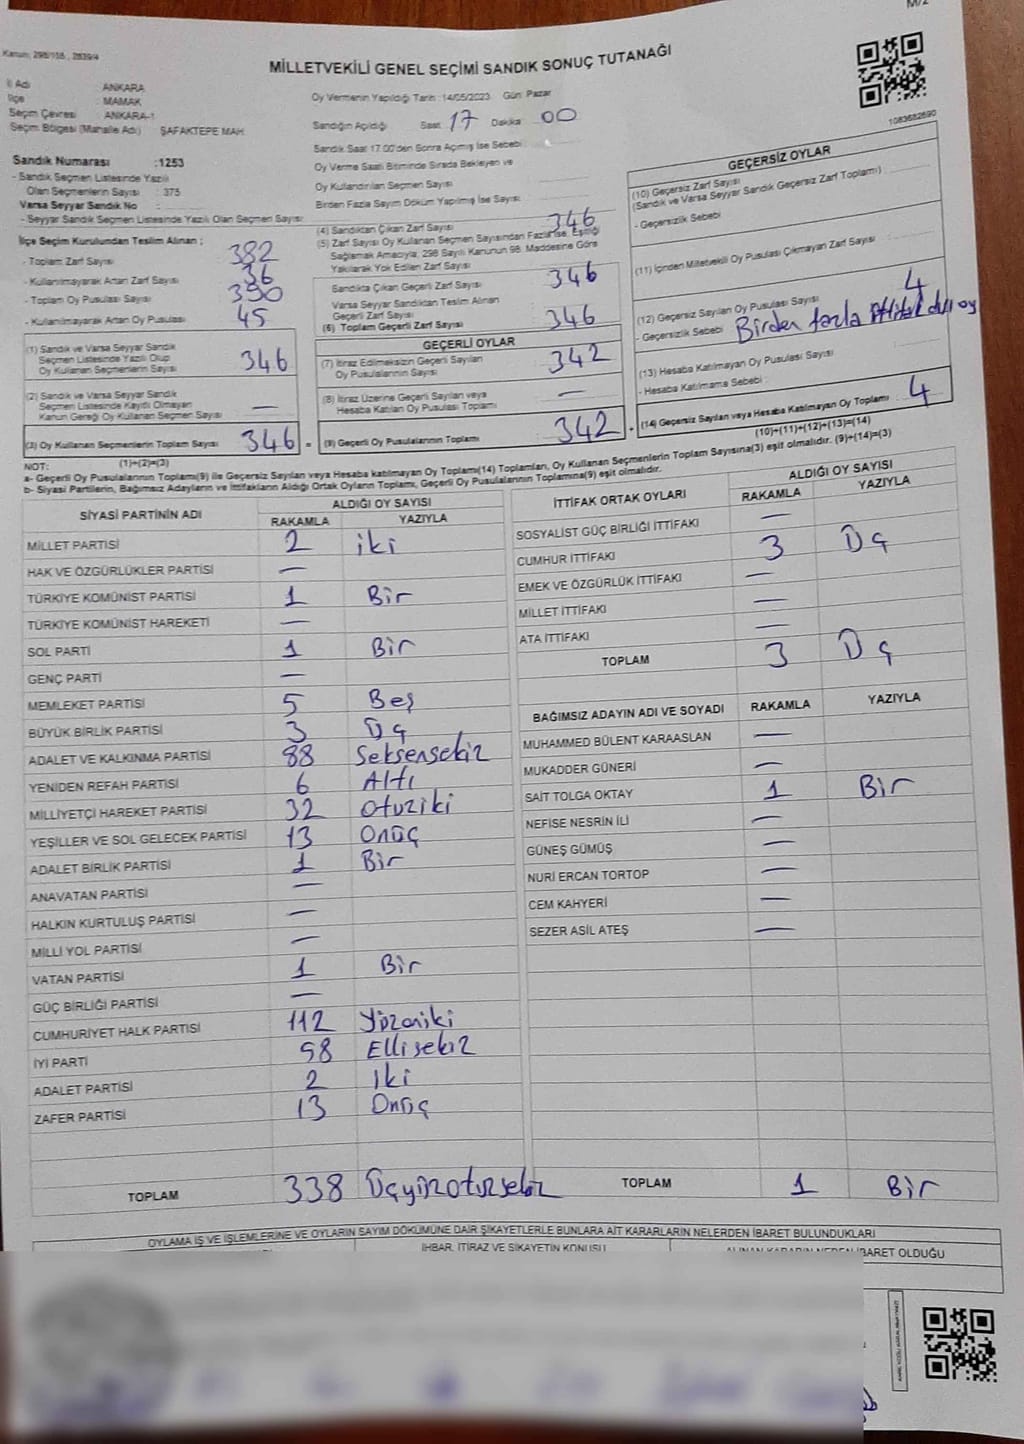 M/2
Kanun: 298/105 , 2839/4
MİLLETVEKİLİ GENEL SEÇİMİ SANDIK SONUÇ TUTANAĞI
İl Adı : ANKARA
İlçe : MAMAK
Seçim Çevresi : ANKARA-1
Seçim Bölgesi (Mahalle Adı) : ŞAFAKTEPE MAH.
Sandık Numarası :1253
- Sandık Seçmen Listesinde Yazılı
Olan Seçmenlerin Sayısı : 375
Varsa Seyyar Sandık No :
- Seyyar Sandık Seçmen Listesinde Yazılı Olan Seçmen Sayısı:
İlçe Seçim Kurulundan Teslim Alınan ;
- Toplam Zarf Sayısı : 382
- Kullanılmayarak Artan Zarf Sayısı : 36
- Toplam Oy Pusulası Sayısı : 390
- Kullanılmayarak Artan Oy Pusulası : 45
(1) Sandık ve Varsa Seyyar Sandık
Seçmen Listesinde Yazılı Olup
Oy Kullanan Seçmenlerin Sayısı : 346
(2) Sandık ve Varsa Seyyar Sandık
Seçmen Listesinde Kayıtlı Olmayan
Kanun Gereği Oy Kullanan Seçmen Sayısı : —
(3) Oy Kullanan Seçmenlerin Toplam Sayısı : 346 =
(1)+(2)=(3)
Oy Vermenin Yapıldığı Tarih :14/05/2023 Gün: Pazar
Sandığın Açıldığı Saat 17 Dakika 00
Sandık Saat 17.00'den Sonra Açılmış İse Sebebi :
Oy Verme Saati Bitiminde Sırada Bekleyen ve
Oy Kullandırılan Seçmen Sayısı :
Birden Fazla Sayım Döküm Yapılmış İse Sayısı :
(4) Sandıktan Çıkan Zarf Sayısı : 346
(5) Zarf Sayısı Oy Kullanan Seçmen Sayısından Fazla İse, Eşitliği
Sağlamak Amacıyla, 298 Sayılı Kanunun 98. Maddesine Göre
Yakılarak Yok Edilen Zarf Sayısı :
Sandıkta Çıkan Geçerli Zarf Sayısı : 346
Varsa Seyyar Sandıktan Teslim Alınan
Geçerli Zarf Sayısı :
(6) Toplam Geçerli Zarf Sayısı : 346
GEÇERLİ OYLAR
(7) İtiraz Edilmeksizin Geçerli Sayılan
Oy Pusulalarının Sayısı : 342
(8) İtiraz Üzerine Geçerli Sayılan veya
Hesaba Katılan Oy Pusulası Toplamı : —
(9) Geçerli Oy Pusulalarının Toplamı : 342 +
1083682690
GEÇERSİZ OYLAR
(10) Geçersiz Zarf Sayısı
(Sandık ve Varsa Seyyar Sandık Geçersiz Zarf Toplamı) :
- Geçersizlik Sebebi :
(11) İçinden Milletvekili Oy Pusulası Çıkmayan Zarf Sayısı :
(12) Geçersiz Sayılan Oy Pusulası Sayısı : 4
- Geçersizlik Sebebi : Birden fazla
(13) Hesaba Katılmayan Oy Pusulası Sayısı :
- Hesaba Katılmama Sebebi :
(14) Geçersiz Sayılan veya Hesaba Katılmayan Oy Toplamı : 4
(10)+(11)+(12)+(13)=(14)
NOT:
a- Geçerli Oy Pusulalarının Toplamı(9) ile Geçersiz Sayılan veya Hesaba katılmayan Oy Toplamı(14) Toplamları, Oy Kullanan Seçmenlerin Toplam Sayısına(3) eşit olmalıdır. (9)+(14)=(3)
b- Siyasi Partilerin, Bağımsız Adayların ve İttifakların Aldığı Ortak Oyların Toplamı, Geçerli Oy Pusulalarının Toplamına(9) eşit olmalıdır.
SİYASİ PARTİNİN ADI ALDIĞI OY SAYISI
RAKAMLA YAZIYLA
MİLLET PARTİSİ 2 iki
HAK VE ÖZGÜRLÜKLER PARTİSİ —
TÜRKİYE KOMÜNİST PARTİSİ 1 Bir
TÜRKİYE KOMÜNİST HAREKETİ —
SOL PARTİ 1 Bir
GENÇ PARTİ —
MEMLEKET PARTİSİ 5 Beş
BÜYÜK BİRLİK PARTİSİ 3 Üç
ADALET VE KALKINMA PARTİSİ 88 Seksensekiz
YENİDEN REFAH PARTİSİ 6 Altı
MİLLİYETÇİ HAREKET PARTİSİ 32 Otuziki
YEŞİLLER VE SOL GELECEK PARTİSİ 13 Onüç
ADALET BİRLİK PARTİSİ 1 Bir
ANAVATAN PARTİSİ —
HALKIN KURTULUŞ PARTİSİ —
MİLLİ YOL PARTİSİ —
VATAN PARTİSİ 1 Bir
GÜÇ BİRLİĞİ PARTİSİ —
CUMHURİYET HALK PARTİSİ 112 Yüzoniki
İYİ PARTİ 58 Ellisekiz
ADALET PARTİSİ 2 iki
ZAFER PARTİSİ 13 Onüç
TOPLAM 338 Üçyüzotuzsekiz
İTTİFAK ORTAK OYLARI ALDIĞI OY SAYISI
RAKAMLA YAZIYLA
SOSYALİST GÜÇ BİRLİĞİ İTTİFAKI —
CUMHUR İTTİFAKI 3 Üç
EMEK VE ÖZGÜRLÜK İTTİFAKI —
MİLLET İTTİFAKI —
ATA İTTİFAKI —
TOPLAM 3 Üç
BAĞIMSIZ ADAYIN ADI VE SOYADI RAKAMLA YAZIYLA
MUHAMMED BÜLENT KARAASLAN —
MUKADDER GÜNERİ —
SAİT TOLGA OKTAY 1 Bir
NEFİSE NESRİN İLİ —
GÜNEŞ GÜMÜŞ —
NURİ ERCAN TORTOP —
CEM KAHYERİ —
SEZER ASİL ATEŞ —
TOPLAM 1 Bir
OYLAMA İŞ VE İŞLEMLERİNE VE OYLARIN SAYIM DÖKÜMÜNE DAİR ŞİKAYETLERLE BUNLARA AİT KARARLARIN NELERDEN İBARET BULUNDUKLARI
İHBAR, İTİRAZ VE ŞİKAYETİN KONUSU ALINAN KARARIN NEDEN İBARET OLDUĞU